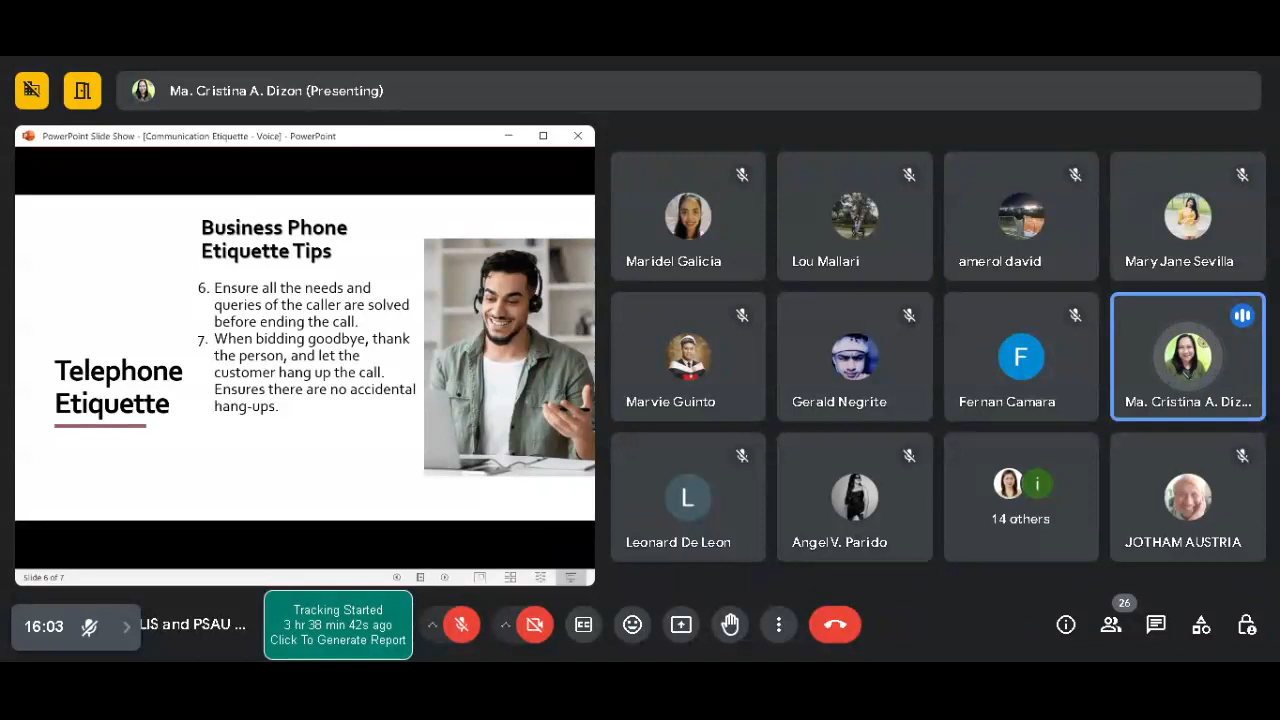 Ma. Cristina A. Dizon (Presenting)
PowerPoint Slide Show - [Communication Etiquette - Voice] - PowerPoint
Business Phone
Etiquette Tips
6. Ensure all the needs and
queries of the caller are solved
before ending the call.
7. When bidding goodbye, thank
the person, and let the
customer hang up the call.
Ensures there are no accidental
hang-ups.
Telephone
Etiquette
Slide 6 of 7
Maridel Galicia
Lou Mallari
amerol david
Mary Jane Sevilla
Marvie Guinto
Gerald Negrite
F
Fernan Camara
Ma. Cristina A. Diz...
L
Leonard De Leon
Angel V. Parido
i
14 others
JOTHAM AUSTRIA
16:03
LIS and PSAU ...
Tracking Started
3 hr 38 min 42s ago
Click To Generate Report
26